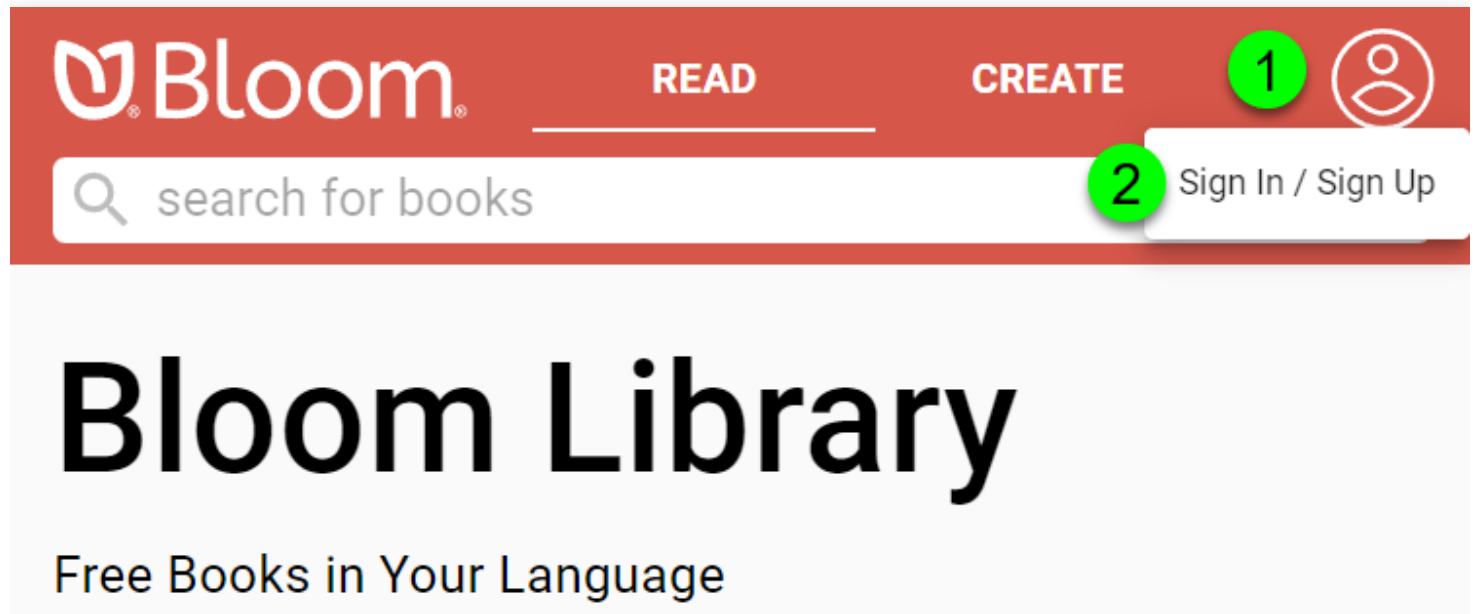 Bloom® READ CREATE 1
search for books 2 Sign In / Sign Up
Bloom Library
Free Books in Your Language